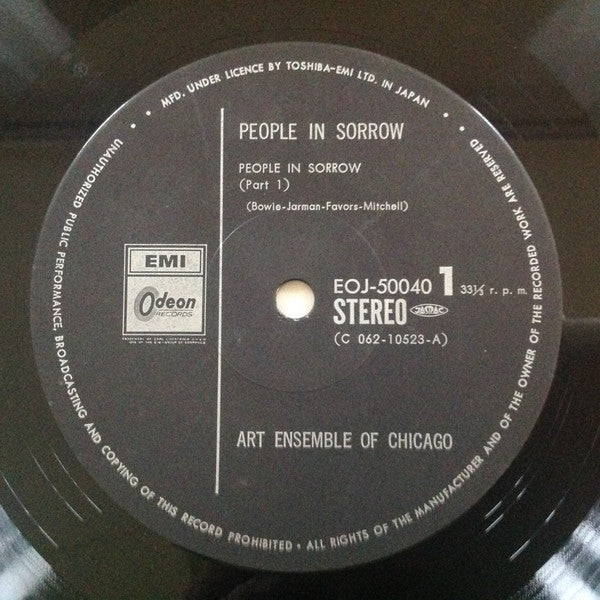 • MFD. UNDER LICENCE BY TOSHIBA-EMI LTD. IN JAPAN •
PEOPLE IN SORROW
PEOPLE IN SORROW
(Part 1)
(Bowie-Jarman-Favors-Mitchell)
EMI
Odeon
RECORDS
EOJ-50040 1 33⅓ r. p. m.
STEREO JASRAC
(C 062-10523-A)
ART ENSEMBLE OF CHICAGO
UNAUTHORIZED PUBLIC PERFORMANCE, BROADCASTING AND COPYING OF THIS RECORD PROHIBITED • ALL RIGHTS OF THE MANUFACTURER AND OF THE OWNER OF THE RECORDED WORK ARE RESERVED